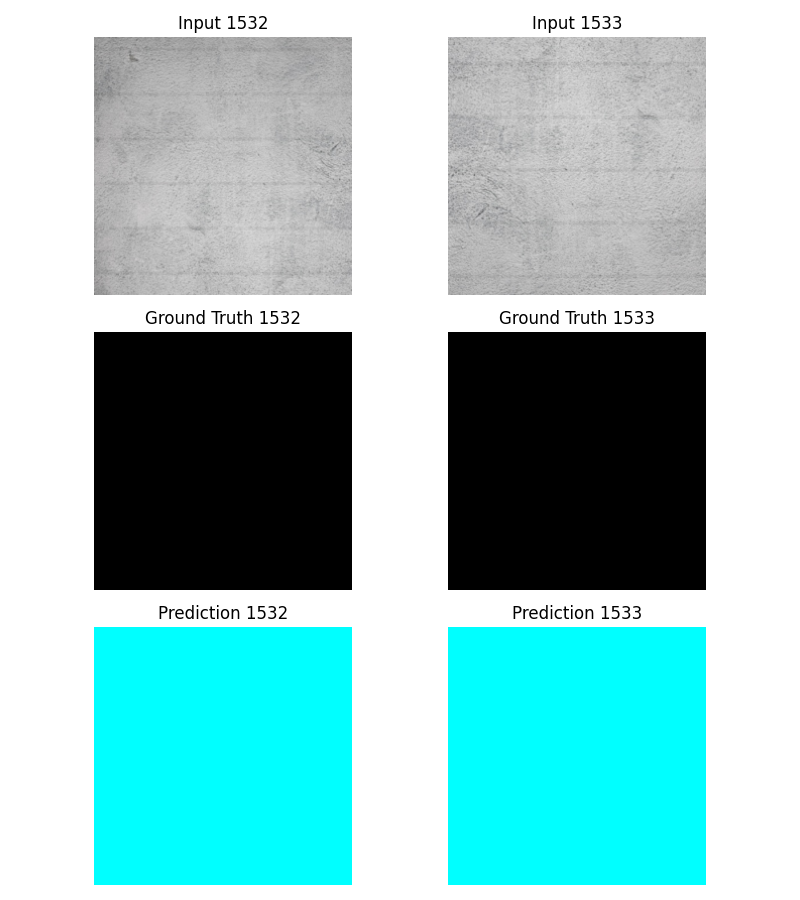 Input 1532
Input 1533
Ground Truth 1532
Ground Truth 1533
Prediction 1532
Prediction 1533